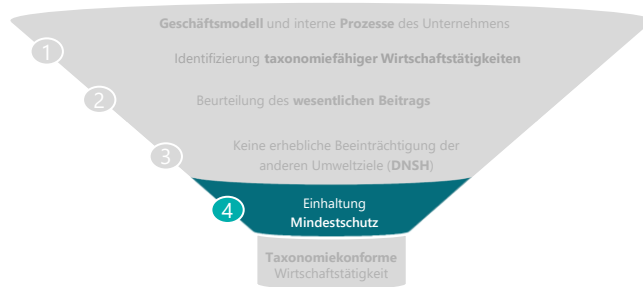 Geschäftsmodell und interne Prozesse des Unternehmens
1
Identifizierung taxonomiefähiger Wirtschaftstätigkeiten
2
Beurteilung des wesentlichen Beitrags
3
Keine erhebliche Beeinträchtigung der
anderen Umweltziele (DNSH)
4
Einhaltung
Mindestschutz
Taxonomiekonforme
Wirtschaftstätigkeit